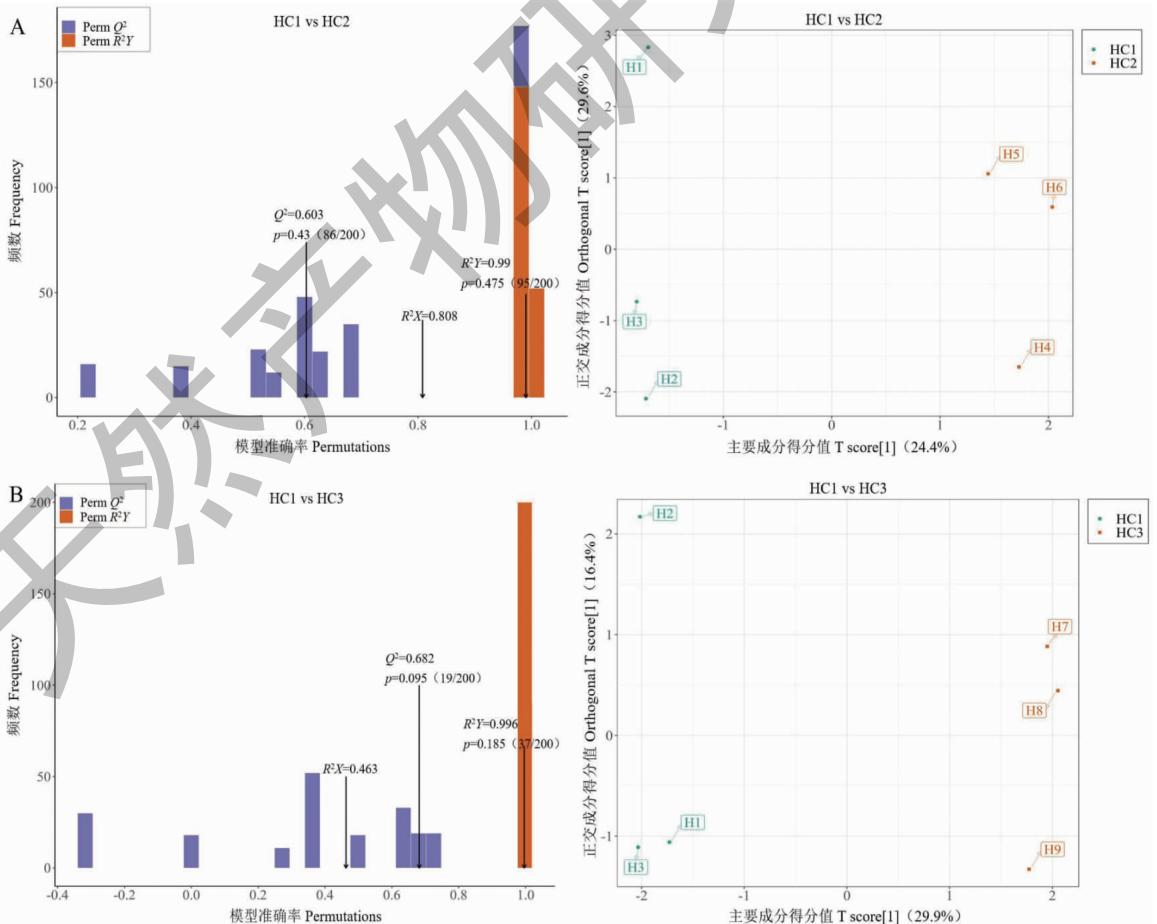 A
Perm Q²
Perm R²Y
HC1 vs HC2
频数 Frequency
150
100
50
0
Q²=0.603
p=0.43（86/200）
R²Y=0.99
p=0.475（95/200）
R²X=0.808
0.2
0.4
0.6
0.8
1.0
模型准确率 Permutations
HC1 vs HC2
正交成分得分值 Orthogonal T score[1]（29.6%）
3
2
1
0
-1
-2
H1
H5
H6
H3
H4
H2
-2
-1
0
1
2
主要成分得分值 T score[1]（24.4%）
HC1
HC2
B
Perm Q²
Perm R²Y
HC1 vs HC3
频数 Frequency
200
150
100
50
0
Q²=0.682
p=0.095（19/200）
R²Y=0.996
p=0.185（37/200）
R²X=0.463
-0.4
-0.2
0.0
0.2
0.4
0.6
0.8
1.0
模型准确率 Permutations
HC1 vs HC3
正交成分得分值 Orthogonal T score[1]（16.4%）
2
1
0
-1
H2
H7
H8
H1
H3
H9
-2
-1
0
1
2
主要成分得分值 T score[1]（29.9%）
HC1
HC3
天然产物研